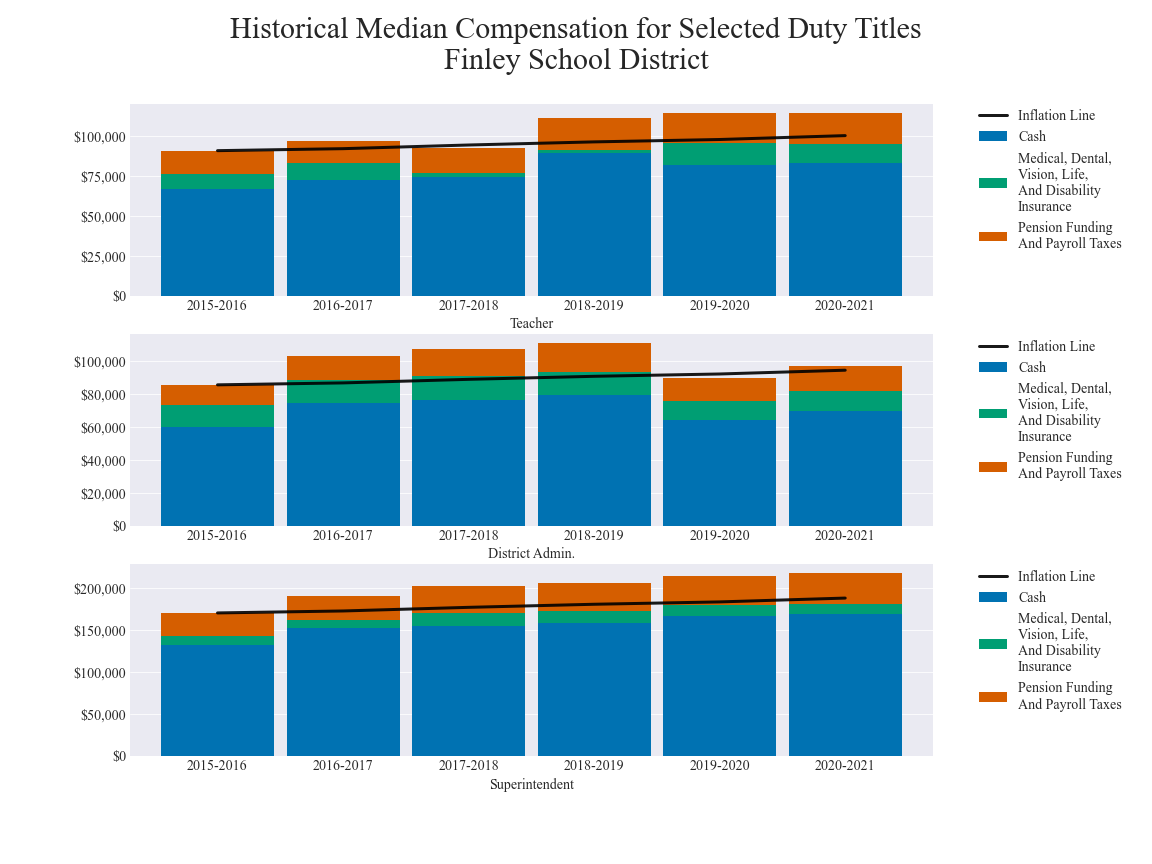 Historical Median Compensation for Selected Duty Titles
Finley School District
$100,000
$75,000
$50,000
$25,000
$0
2015-2016 2016-2017 2017-2018 2018-2019 2019-2020 2020-2021
Teacher
Inflation Line
Cash
Medical, Dental,
Vision, Life,
And Disability
Insurance
Pension Funding
And Payroll Taxes
$100,000
$80,000
$60,000
$40,000
$20,000
$0
2015-2016 2016-2017 2017-2018 2018-2019 2019-2020 2020-2021
District Admin.
Inflation Line
Cash
Medical, Dental,
Vision, Life,
And Disability
Insurance
Pension Funding
And Payroll Taxes
$200,000
$150,000
$100,000
$50,000
$0
2015-2016 2016-2017 2017-2018 2018-2019 2019-2020 2020-2021
Superintendent
Inflation Line
Cash
Medical, Dental,
Vision, Life,
And Disability
Insurance
Pension Funding
And Payroll Taxes